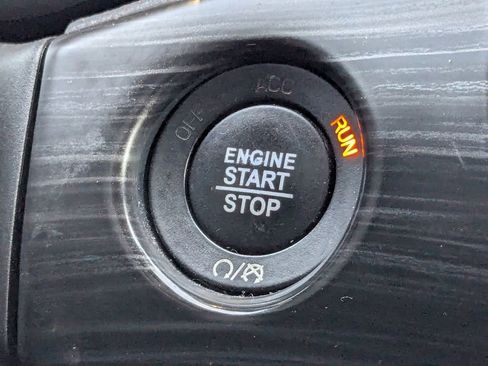 OFF
ACC
RUN
ENGINE
START
STOP